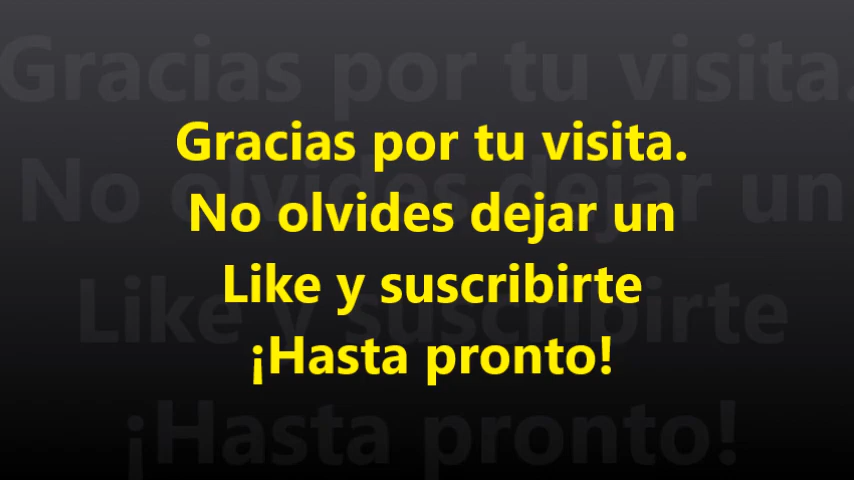 Gracias por tu visita.
No olvides dejar un
Like y suscribirte
¡Hasta pronto!